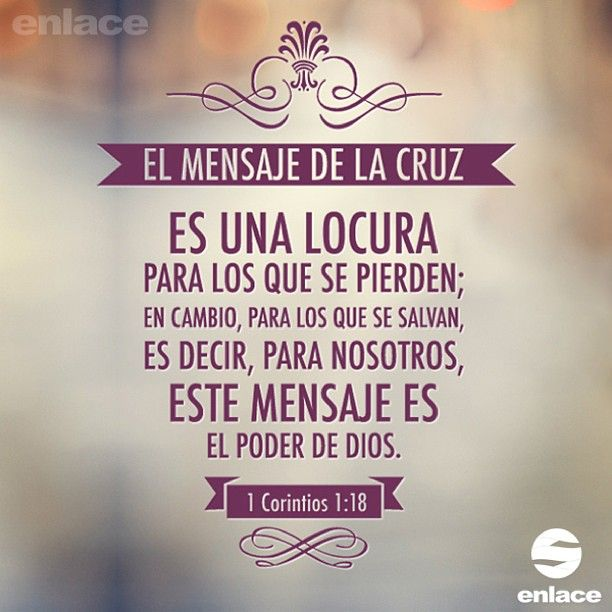 enlace
EL MENSAJE DE LA CRUZ
ES UNA LOCURA
PARA LOS QUE SE PIERDEN;
EN CAMBIO, PARA LOS QUE SE SALVAN,
ES DECIR, PARA NOSOTROS,
ESTE MENSAJE ES
EL PODER DE DIOS.
1 Corintios 1:18
enlace